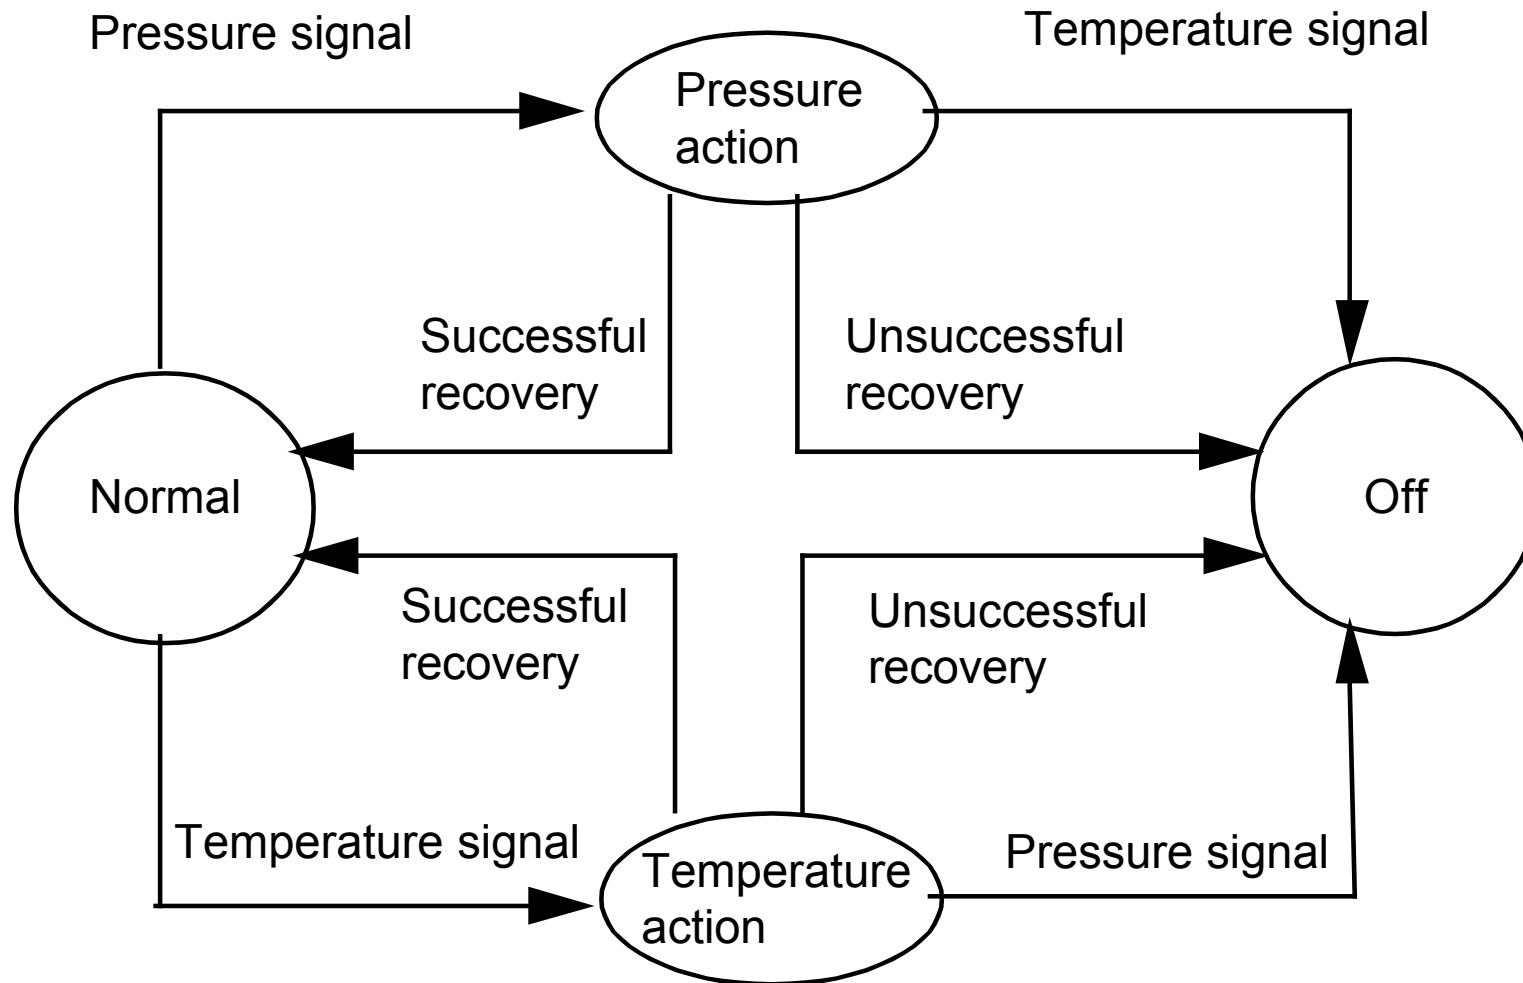 Pressure signal
Temperature signal
Pressure
action
Successful
recovery
Unsuccessful
recovery
Normal
Off
Successful
recovery
Unsuccessful
recovery
Temperature signal
Pressure signal
Temperature
action